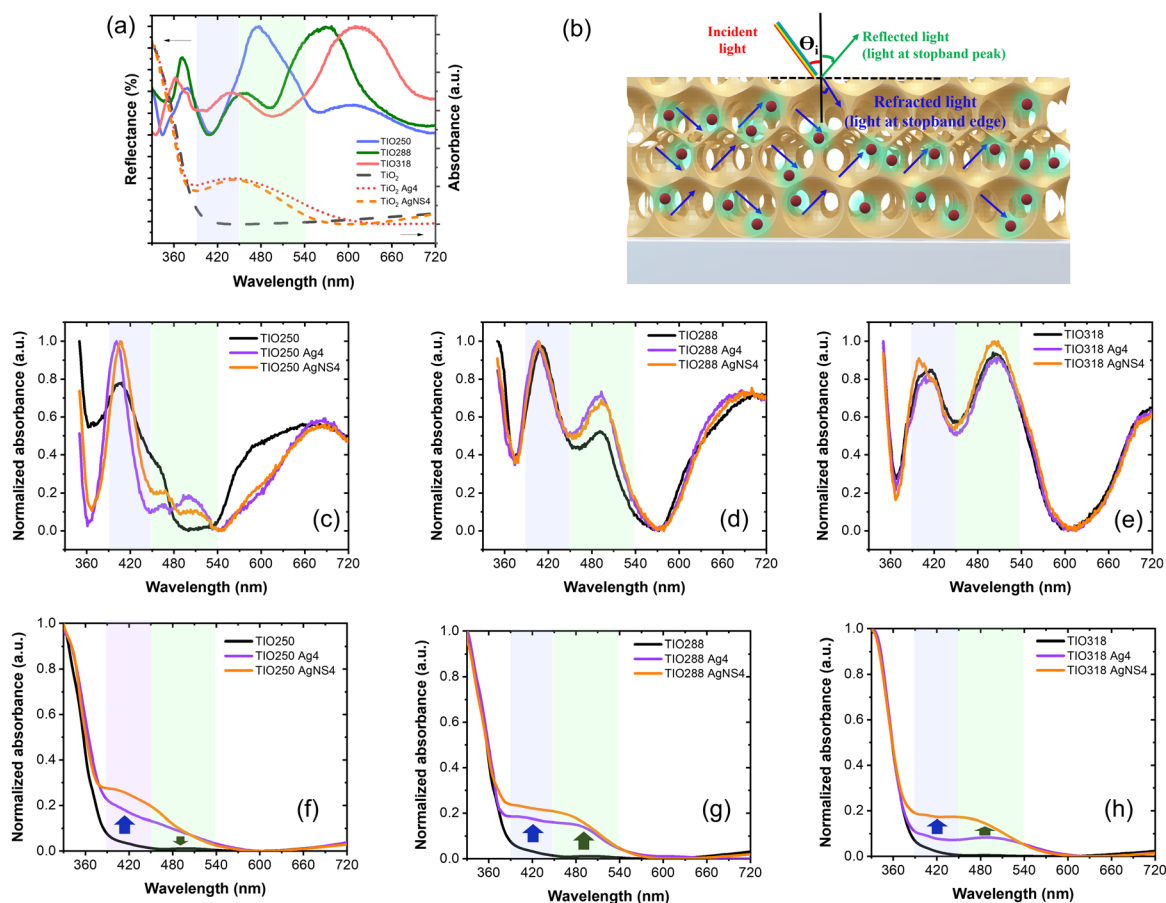 (a)
Reflectance (%)
Absorbance (a.u.)
TIO250
TIO288
TIO318
TiO₂
TiO₂ Ag4
TiO₂ AgNS4
360 420 480 540 600 660 720
Wavelength (nm)
(b)
Incident
light
Θi
Reflected light
(light at stopband peak)
Refracted light
(light at stopband edge)
Normalized absorbance (a.u.)
1.0
0.8
0.6
0.4
0.2
0.0
TIO250
TIO250 Ag4
TIO250 AgNS4
(c)
360 420 480 540 600 660 720
Wavelength (nm)
Normalized absorbance (a.u.)
1.0
0.8
0.6
0.4
0.2
0.0
TIO288
TIO288 Ag4
TIO288 AgNS4
(d)
360 420 480 540 600 660 720
Wavelength (nm)
Normalized absorbance (a.u.)
1.0
0.8
0.6
0.4
0.2
0.0
TIO318
TIO318 Ag4
TIO318 AgNS4
(e)
360 420 480 540 600 660 720
Wavelength (nm)
Normalized absorbance (a.u.)
1.0
0.8
0.6
0.4
0.2
0.0
TIO250
TIO250 Ag4
TIO250 AgNS4
(f)
360 420 480 540 600 660 720
Wavelength (nm)
Normalized absorbance (a.u.)
1.0
0.8
0.6
0.4
0.2
0.0
TIO288
TIO288 Ag4
TIO288 AgNS4
(g)
360 420 480 540 600 660 720
Wavelength (nm)
Normalized absorbance (a.u.)
1.0
0.8
0.6
0.4
0.2
0.0
TIO318
TIO318 Ag4
TIO318 AgNS4
(h)
360 420 480 540 600 660 720
Wavelength (nm)